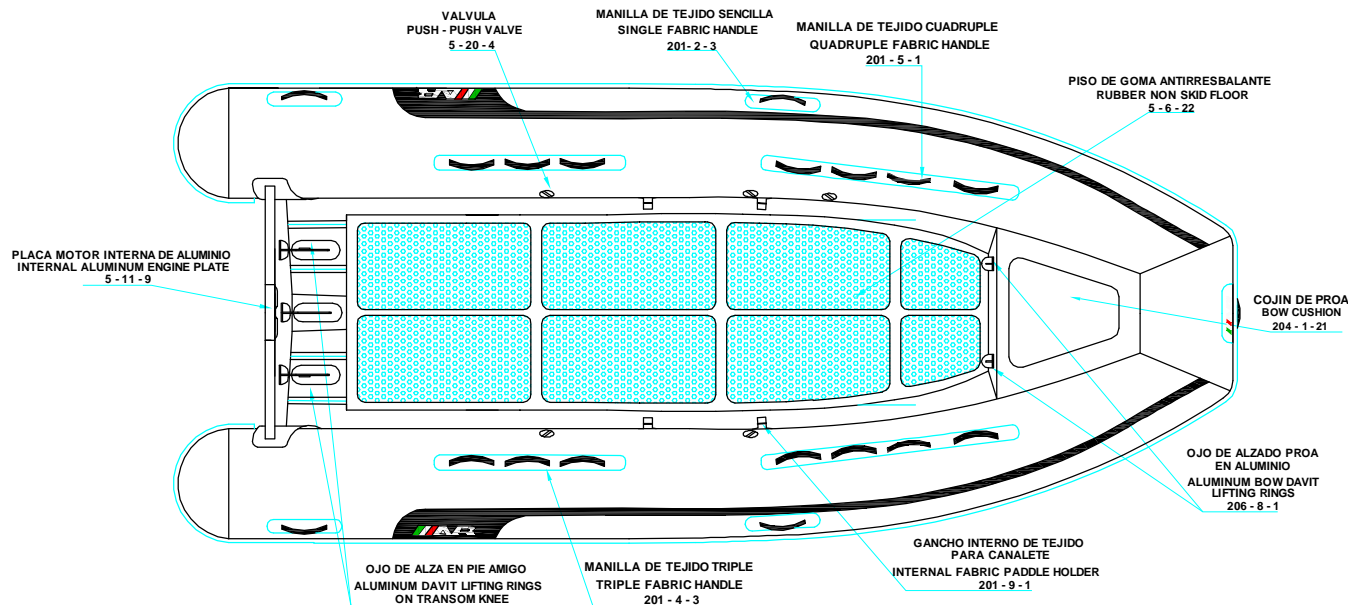 VALVULA
PUSH - PUSH VALVE
5 - 20 - 4
MANILLA DE TEJIDO SENCILLA
SINGLE FABRIC HANDLE
201 - 2 - 3
MANILLA DE TEJIDO CUADRUPLE
QUADRUPLE FABRIC HANDLE
201 - 5 - 1
PISO DE GOMA ANTIRRESBALANTE
RUBBER NON SKID FLOOR
5 - 6 - 22
AR
PLACA MOTOR INTERNA DE ALUMINIO
INTERNAL ALUMINUM ENGINE PLATE
5 - 11 - 9
COJIN DE PROA
BOW CUSHION
204 - 1 - 21
OJO DE ALZADO PROA
EN ALUMINIO
ALUMINUM BOW DAVIT
LIFTING RINGS
206 - 8 - 1
AR
OJO DE ALZA EN PIE AMIGO
ALUMINUM DAVIT LIFTING RINGS
ON TRANSOM KNEE
MANILLA DE TEJIDO TRIPLE
TRIPLE FABRIC HANDLE
201 - 4 - 3
GANCHO INTERNO DE TEJIDO
PARA CANALETE
INTERNAL FABRIC PADDLE HOLDER
201 - 9 - 1